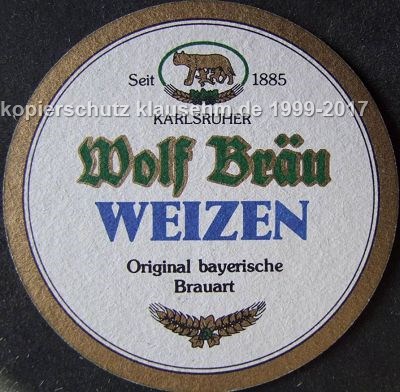 Seit 1885
kopierschutz klausehm.de 1999-2017
KARLSRUHER
Wolf Bräu
WEIZEN
Original bayerische
Brauart